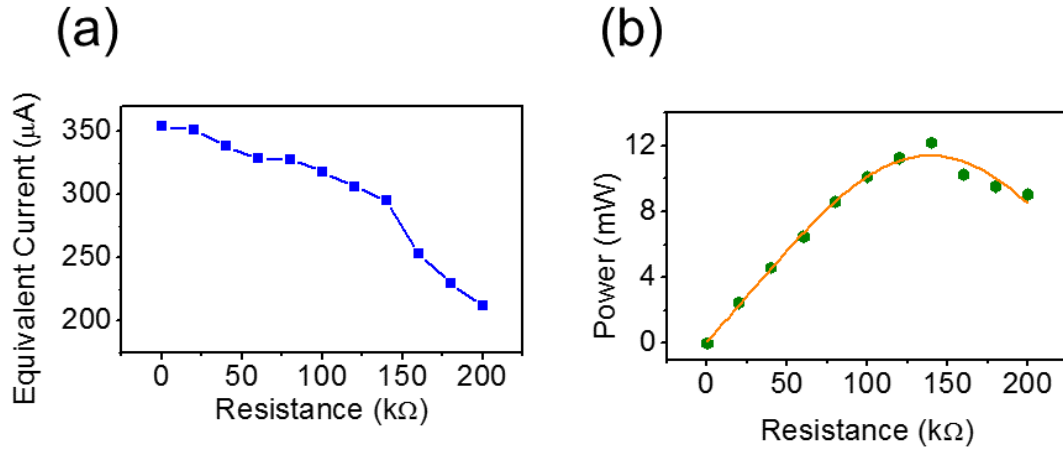 (a)
Equivalent Current (μA)
350
300
250
200
0 50 100 150 200
Resistance (kΩ)
(b)
Power (mW)
12
8
4
0
0 50 100 150 200
Resistance (kΩ)